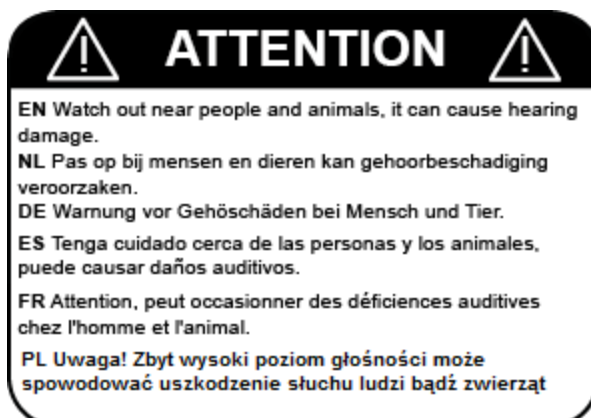 ATTENTION
EN Watch out near people and animals, it can cause hearing
damage.
NL Pas op bij mensen en dieren kan gehoorbeschadiging
veroorzaken.
DE Warnung vor Gehöschäden bei Mensch und Tier.
ES Tenga cuidado cerca de las personas y los animales,
puede causar daños auditivos.
FR Attention, peut occasionner des déficiences auditives
chez l'homme et l'animal.
PL Uwaga! Zbyt wysoki poziom głośności może
spowodować uszkodzenie słuchu ludzi bądź zwierząt